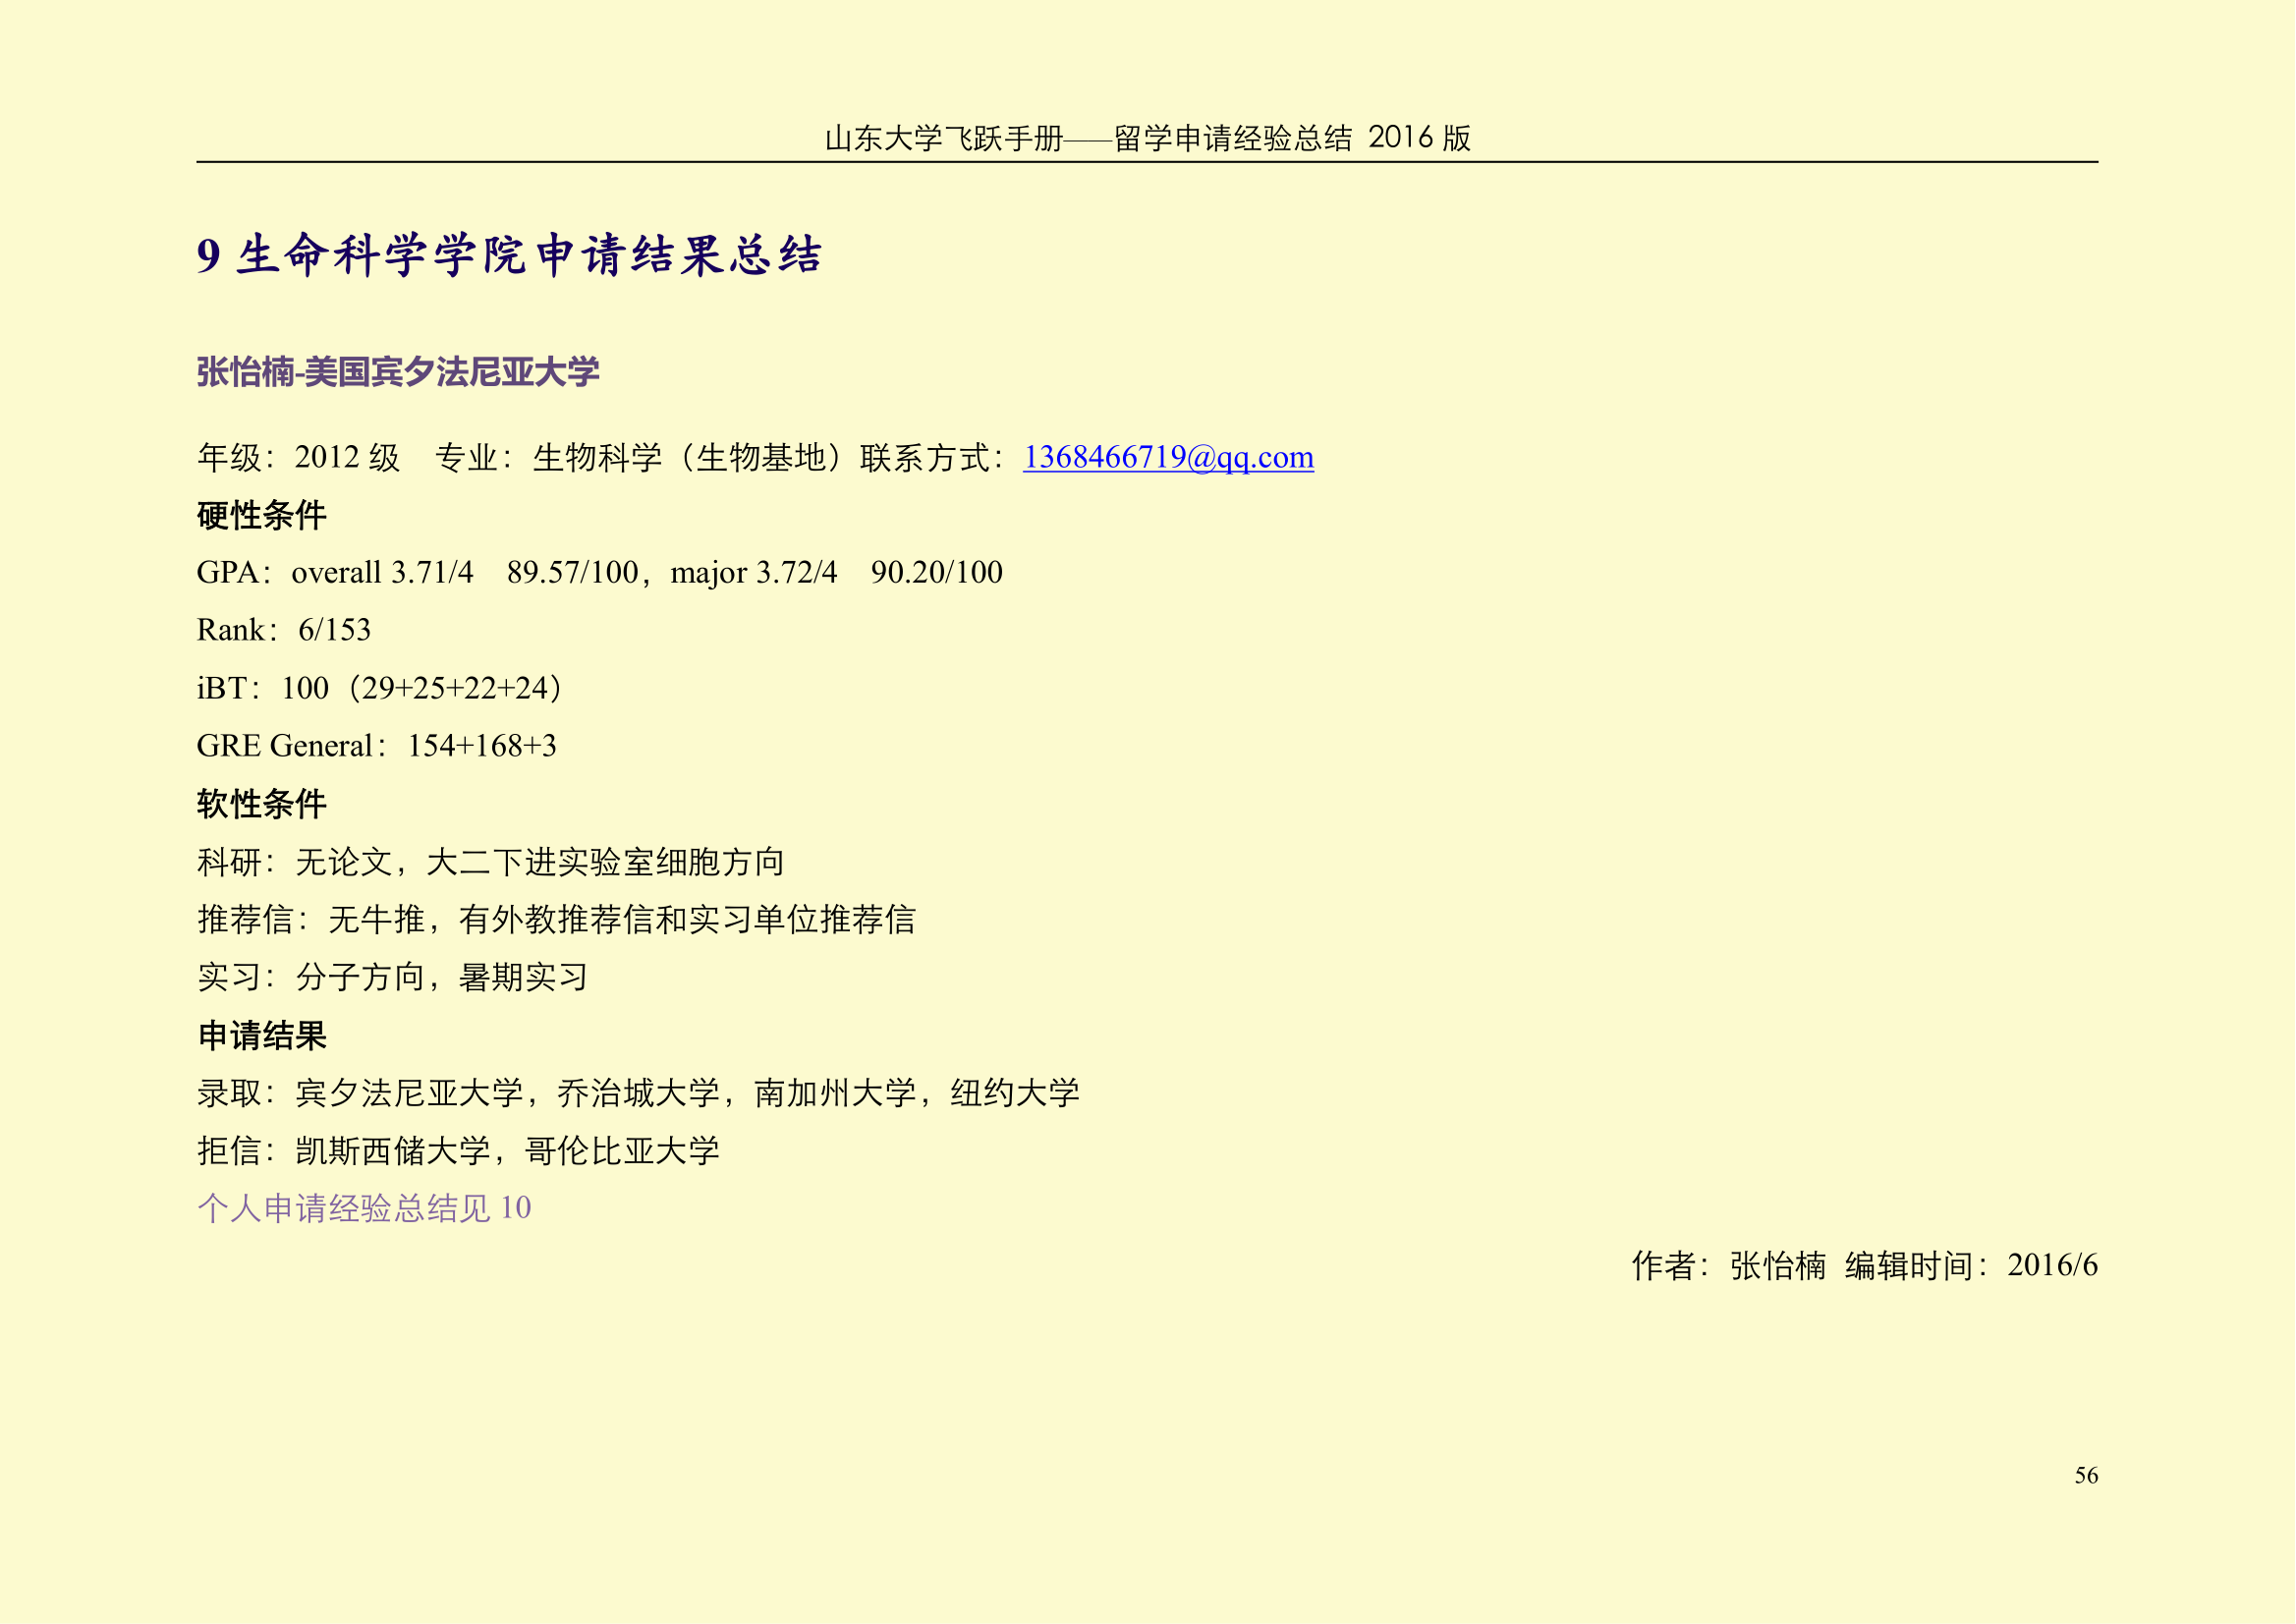 山东大学飞跃手册——留学申请经验总结 2016 版
9 生命科学学院申请结果总结
张怡楠-美国宾夕法尼亚大学
年级：2012 级　专业：生物科学（生物基地）联系方式：1368466719@qq.com
硬性条件
GPA：overall 3.71/4　89.57/100，major 3.72/4　90.20/100
Rank：6/153
iBT：100（29+25+22+24）
GRE General：154+168+3
软性条件
科研：无论文，大二下进实验室细胞方向
推荐信：无牛推，有外教推荐信和实习单位推荐信
实习：分子方向，暑期实习
申请结果
录取：宾夕法尼亚大学，乔治城大学，南加州大学，纽约大学
拒信：凯斯西储大学，哥伦比亚大学
个人申请经验总结见 10
作者：张怡楠 编辑时间：2016/6
56